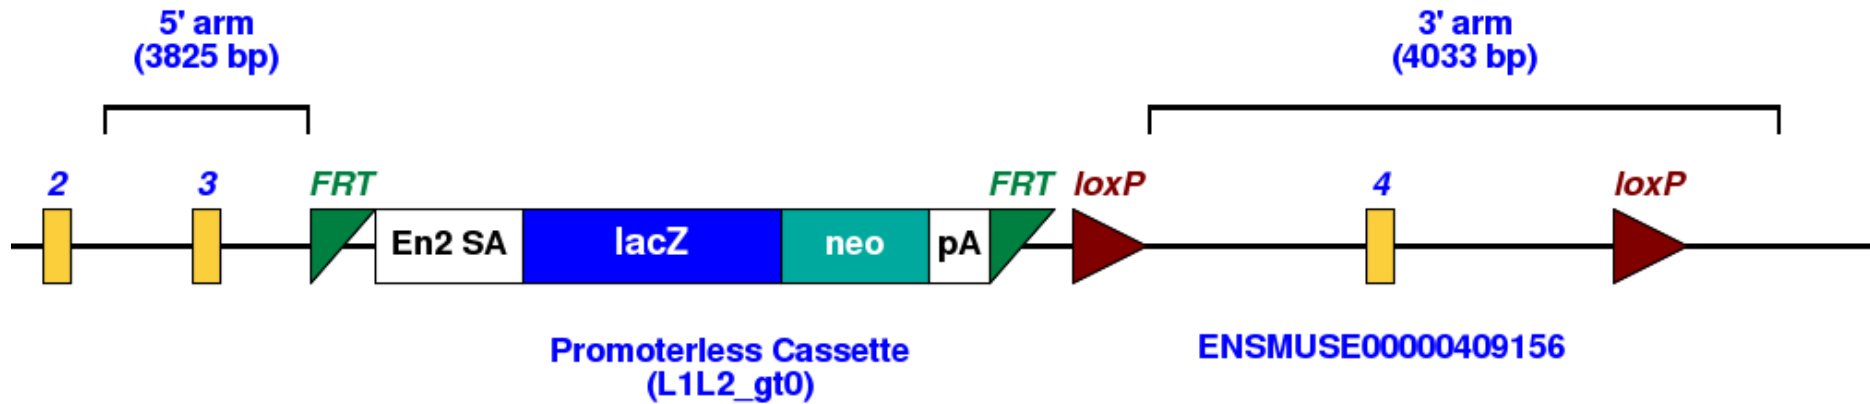 5' arm
(3825 bp)
3' arm
(4033 bp)
2
3
FRT
FRT
loxP
4
loxP
En2 SA
lacZ
neo
pA
Promoterless Cassette
(L1L2_gt0)
ENSMUSE00000409156